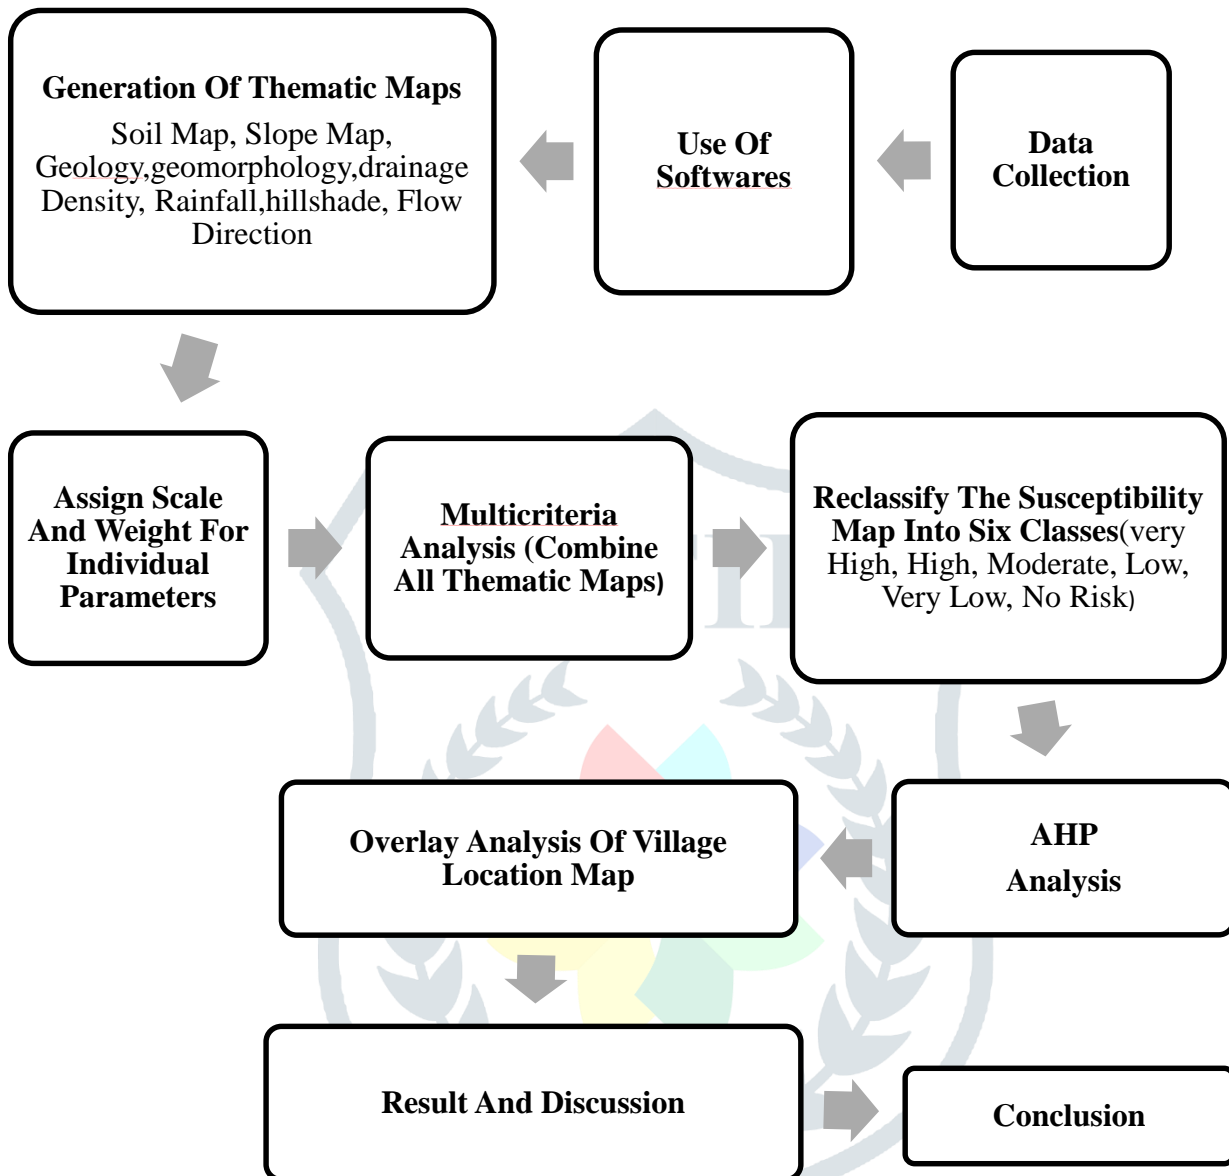 Generation Of Thematic Maps
Soil Map, Slope Map,
Geology,geomorphology,drainage
Density, Rainfall,hillshade, Flow
Direction
Use Of
Softwares
Data
Collection
Assign Scale
And Weight For
Individual
Parameters
Multicriteria
Analysis (Combine
All Thematic Maps)
Reclassify The Susceptibility
Map Into Six Classes(very
High, High, Moderate, Low,
Very Low, No Risk)
Overlay Analysis Of Village
Location Map
AHP
Analysis
Result And Discussion
Conclusion